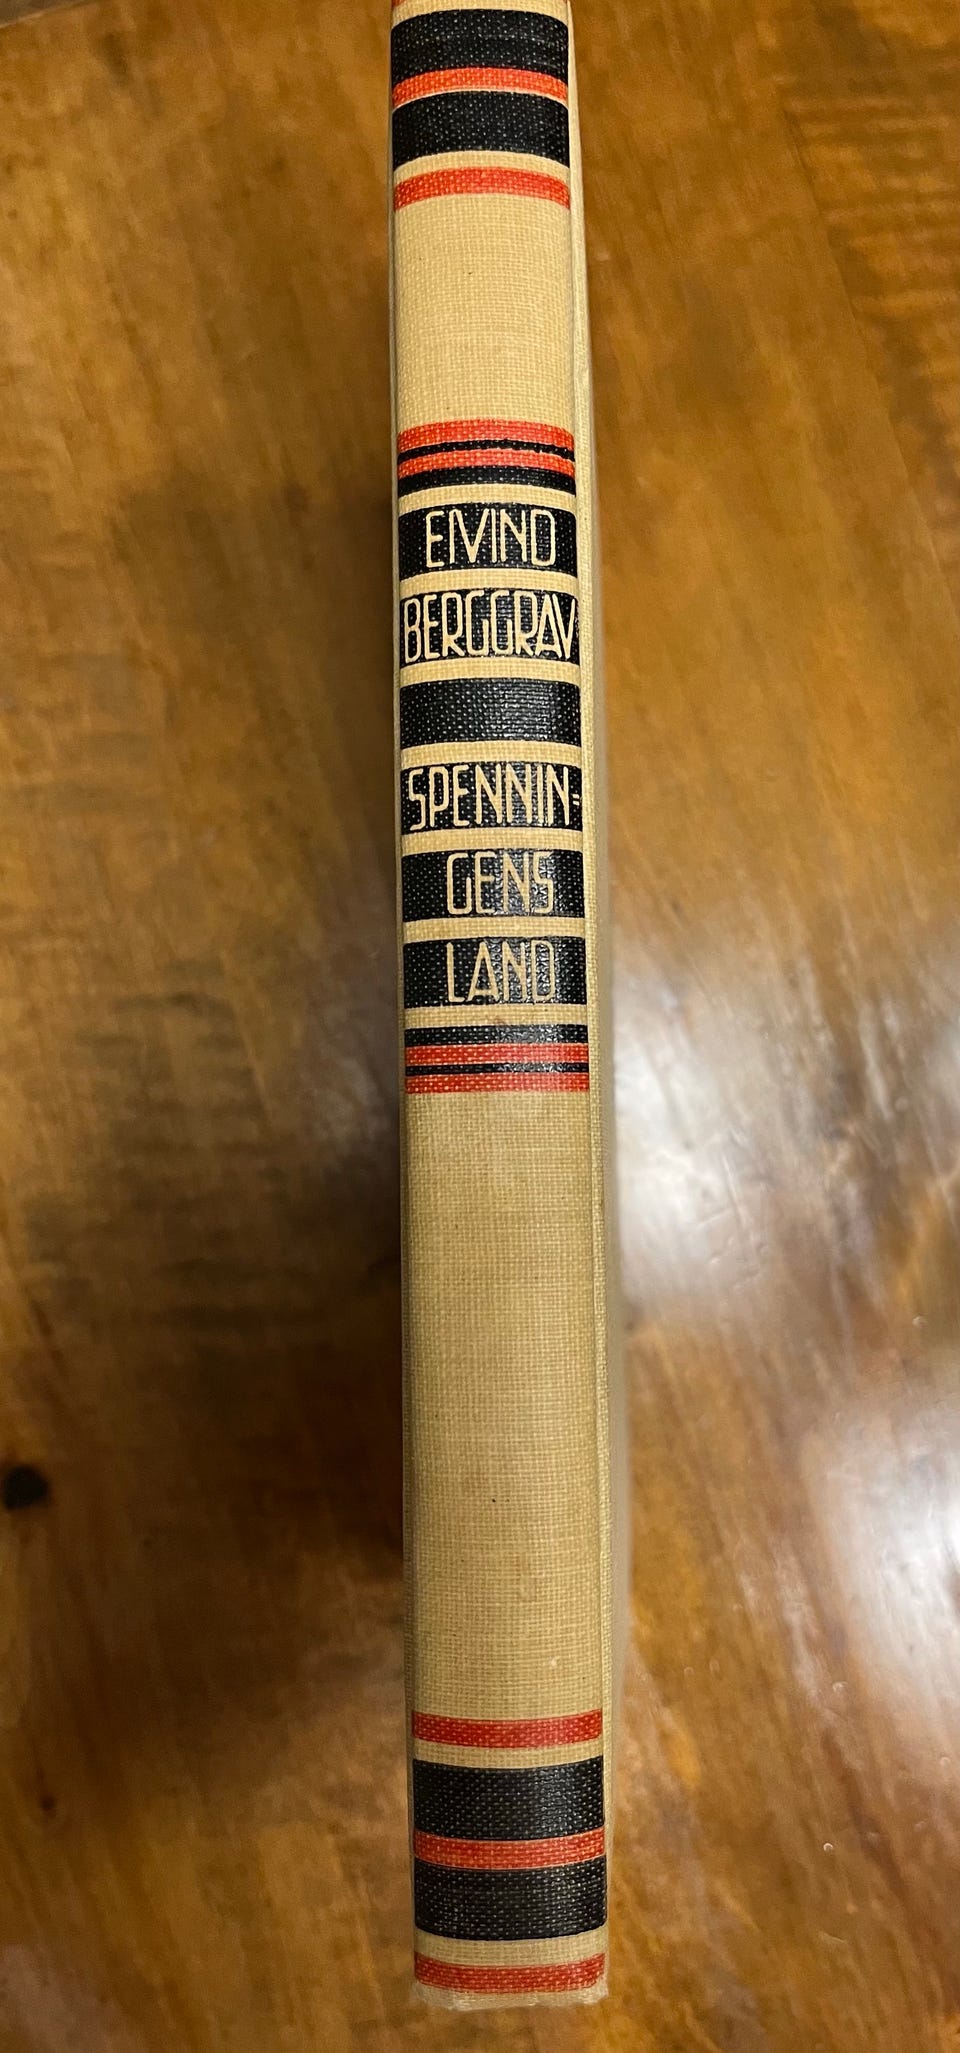 EIVIND
BERGGRAV
SPENNIN=
GENS
LAND